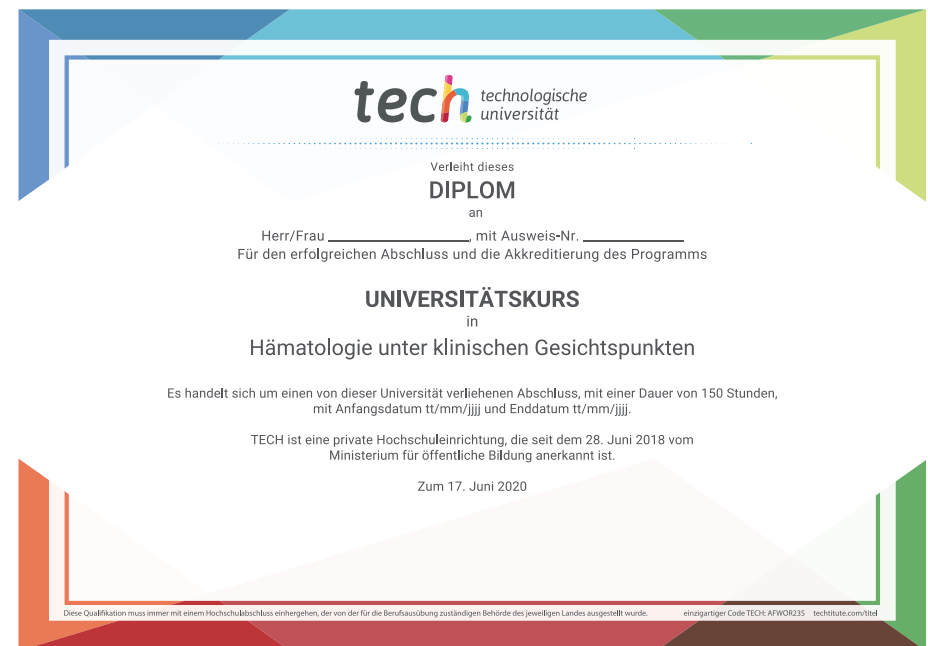 tech technologische
universität
Verleiht dieses
DIPLOM
an
Herr/Frau ____________________, mit Ausweis-Nr. ______________
Für den erfolgreichen Abschluss und die Akkreditierung des Programms
UNIVERSITÄTSKURS
in
Hämatologie unter klinischen Gesichtspunkten
Es handelt sich um einen von dieser Universität verliehenen Abschluss, mit einer Dauer von 150 Stunden,
mit Anfangsdatum tt/mm/jjjj und Enddatum tt/mm/jjjj.
TECH ist eine private Hochschuleinrichtung, die seit dem 28. Juni 2018 vom
Ministerium für öffentliche Bildung anerkannt ist.
Zum 17. Juni 2020
Diese Qualifikation muss immer mit einem Hochschulabschluss einhergehen, der von der für die Berufsausübung zuständigen Behörde des jeweiligen Landes ausgestellt wurde. einzigartiger Code TECH: AFWOR23S techtitute.com/titel